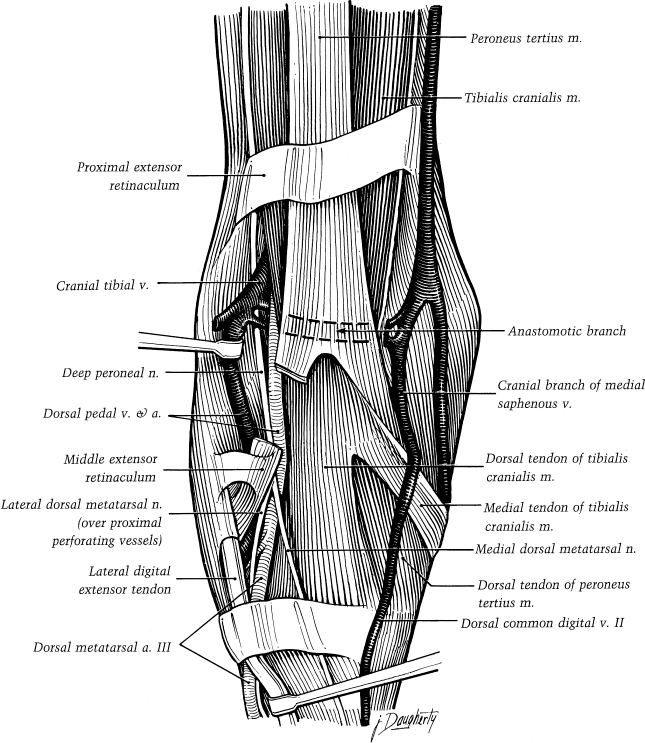 Peroneus tertius m.
Tibialis cranialis m.
Proximal extensor
retinaculum
Cranial tibial v.
Anastomotic branch
Deep peroneal n.
Cranial branch of medial
saphenous v.
Dorsal pedal v. & a.
Middle extensor
retinaculum
Dorsal tendon of tibialis
cranialis m.
Lateral dorsal metatarsal n.
(over proximal
perforating vessels)
Medial tendon of tibialis
cranialis m.
Medial dorsal metatarsal n.
Lateral digital
extensor tendon
Dorsal tendon of peroneus
tertius m.
Dorsal common digital v. II
Dorsal metatarsal a. III
j. Daugherty